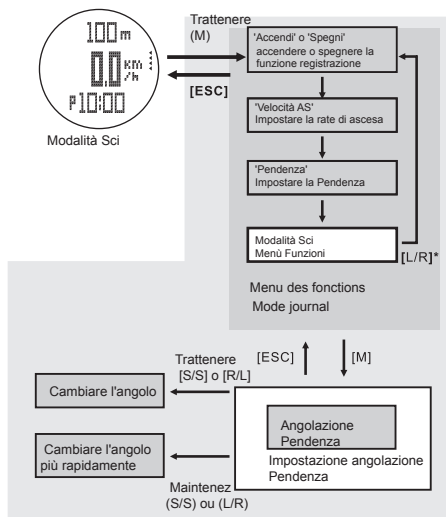 100 m
0.0 KM/h
P 10:00
Modalità Sci
Trattenere
(M)
[ESC]
'Accendi' o 'Spegni'
accendere o spegnere la
funzione registrazione
'Velocità AS'
Impostare la rate di ascesa
'Pendenza'
Impostare la Pendenza
Modalità Sci
Menù Funzioni
[L/R]*
Menu des fonctions
Mode journal
[ESC]
[M]
Trattenere
[S/S] o [R/L]
Cambiare l'angolo
Cambiare l'angolo
più rapidamente
Maintenez
(S/S) ou (L/R)
Angolazione
Pendenza
Impostazione angolazione
Pendenza